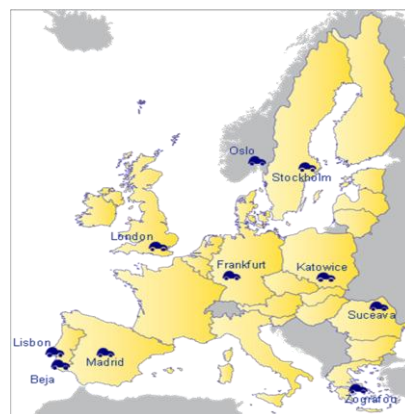 Oslo
Stockholm
London
Frankfurt
Katowice
Suceava
Lisbon
Madrid
Beja
Zografou